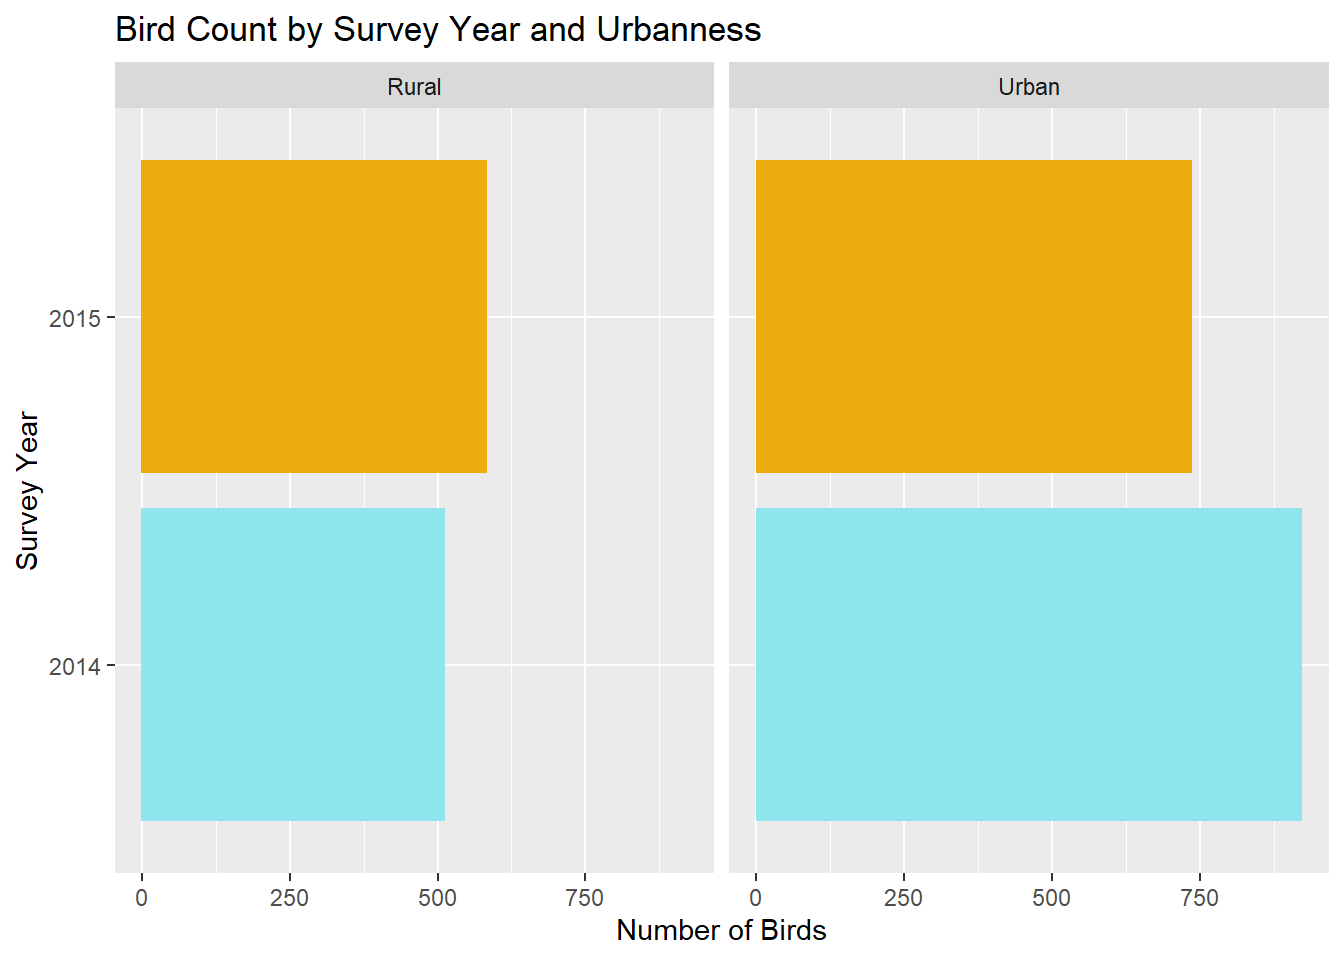 Bird Count by Survey Year and Urbanness
Rural
Urban
Survey Year
2015
2014
0 250 500 750
0 250 500 750
Number of Birds